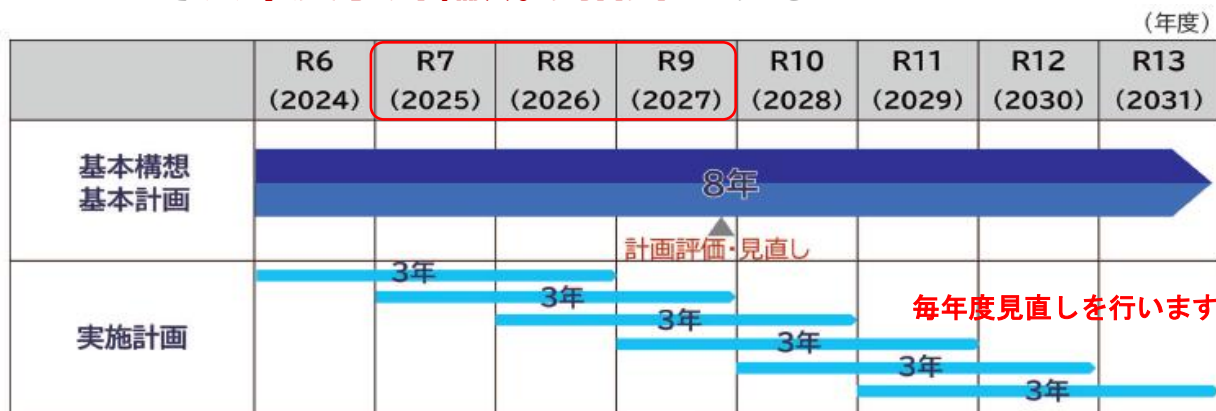 (年度)
R6 R7 R8 R9 R10 R11 R12 R13
(2024) (2025) (2026) (2027) (2028) (2029) (2030) (2031)
基本構想
基本計画
8年
計画評価・見直し
実施計画
3年
3年
3年
3年
3年
3年
毎年度見直しを行います